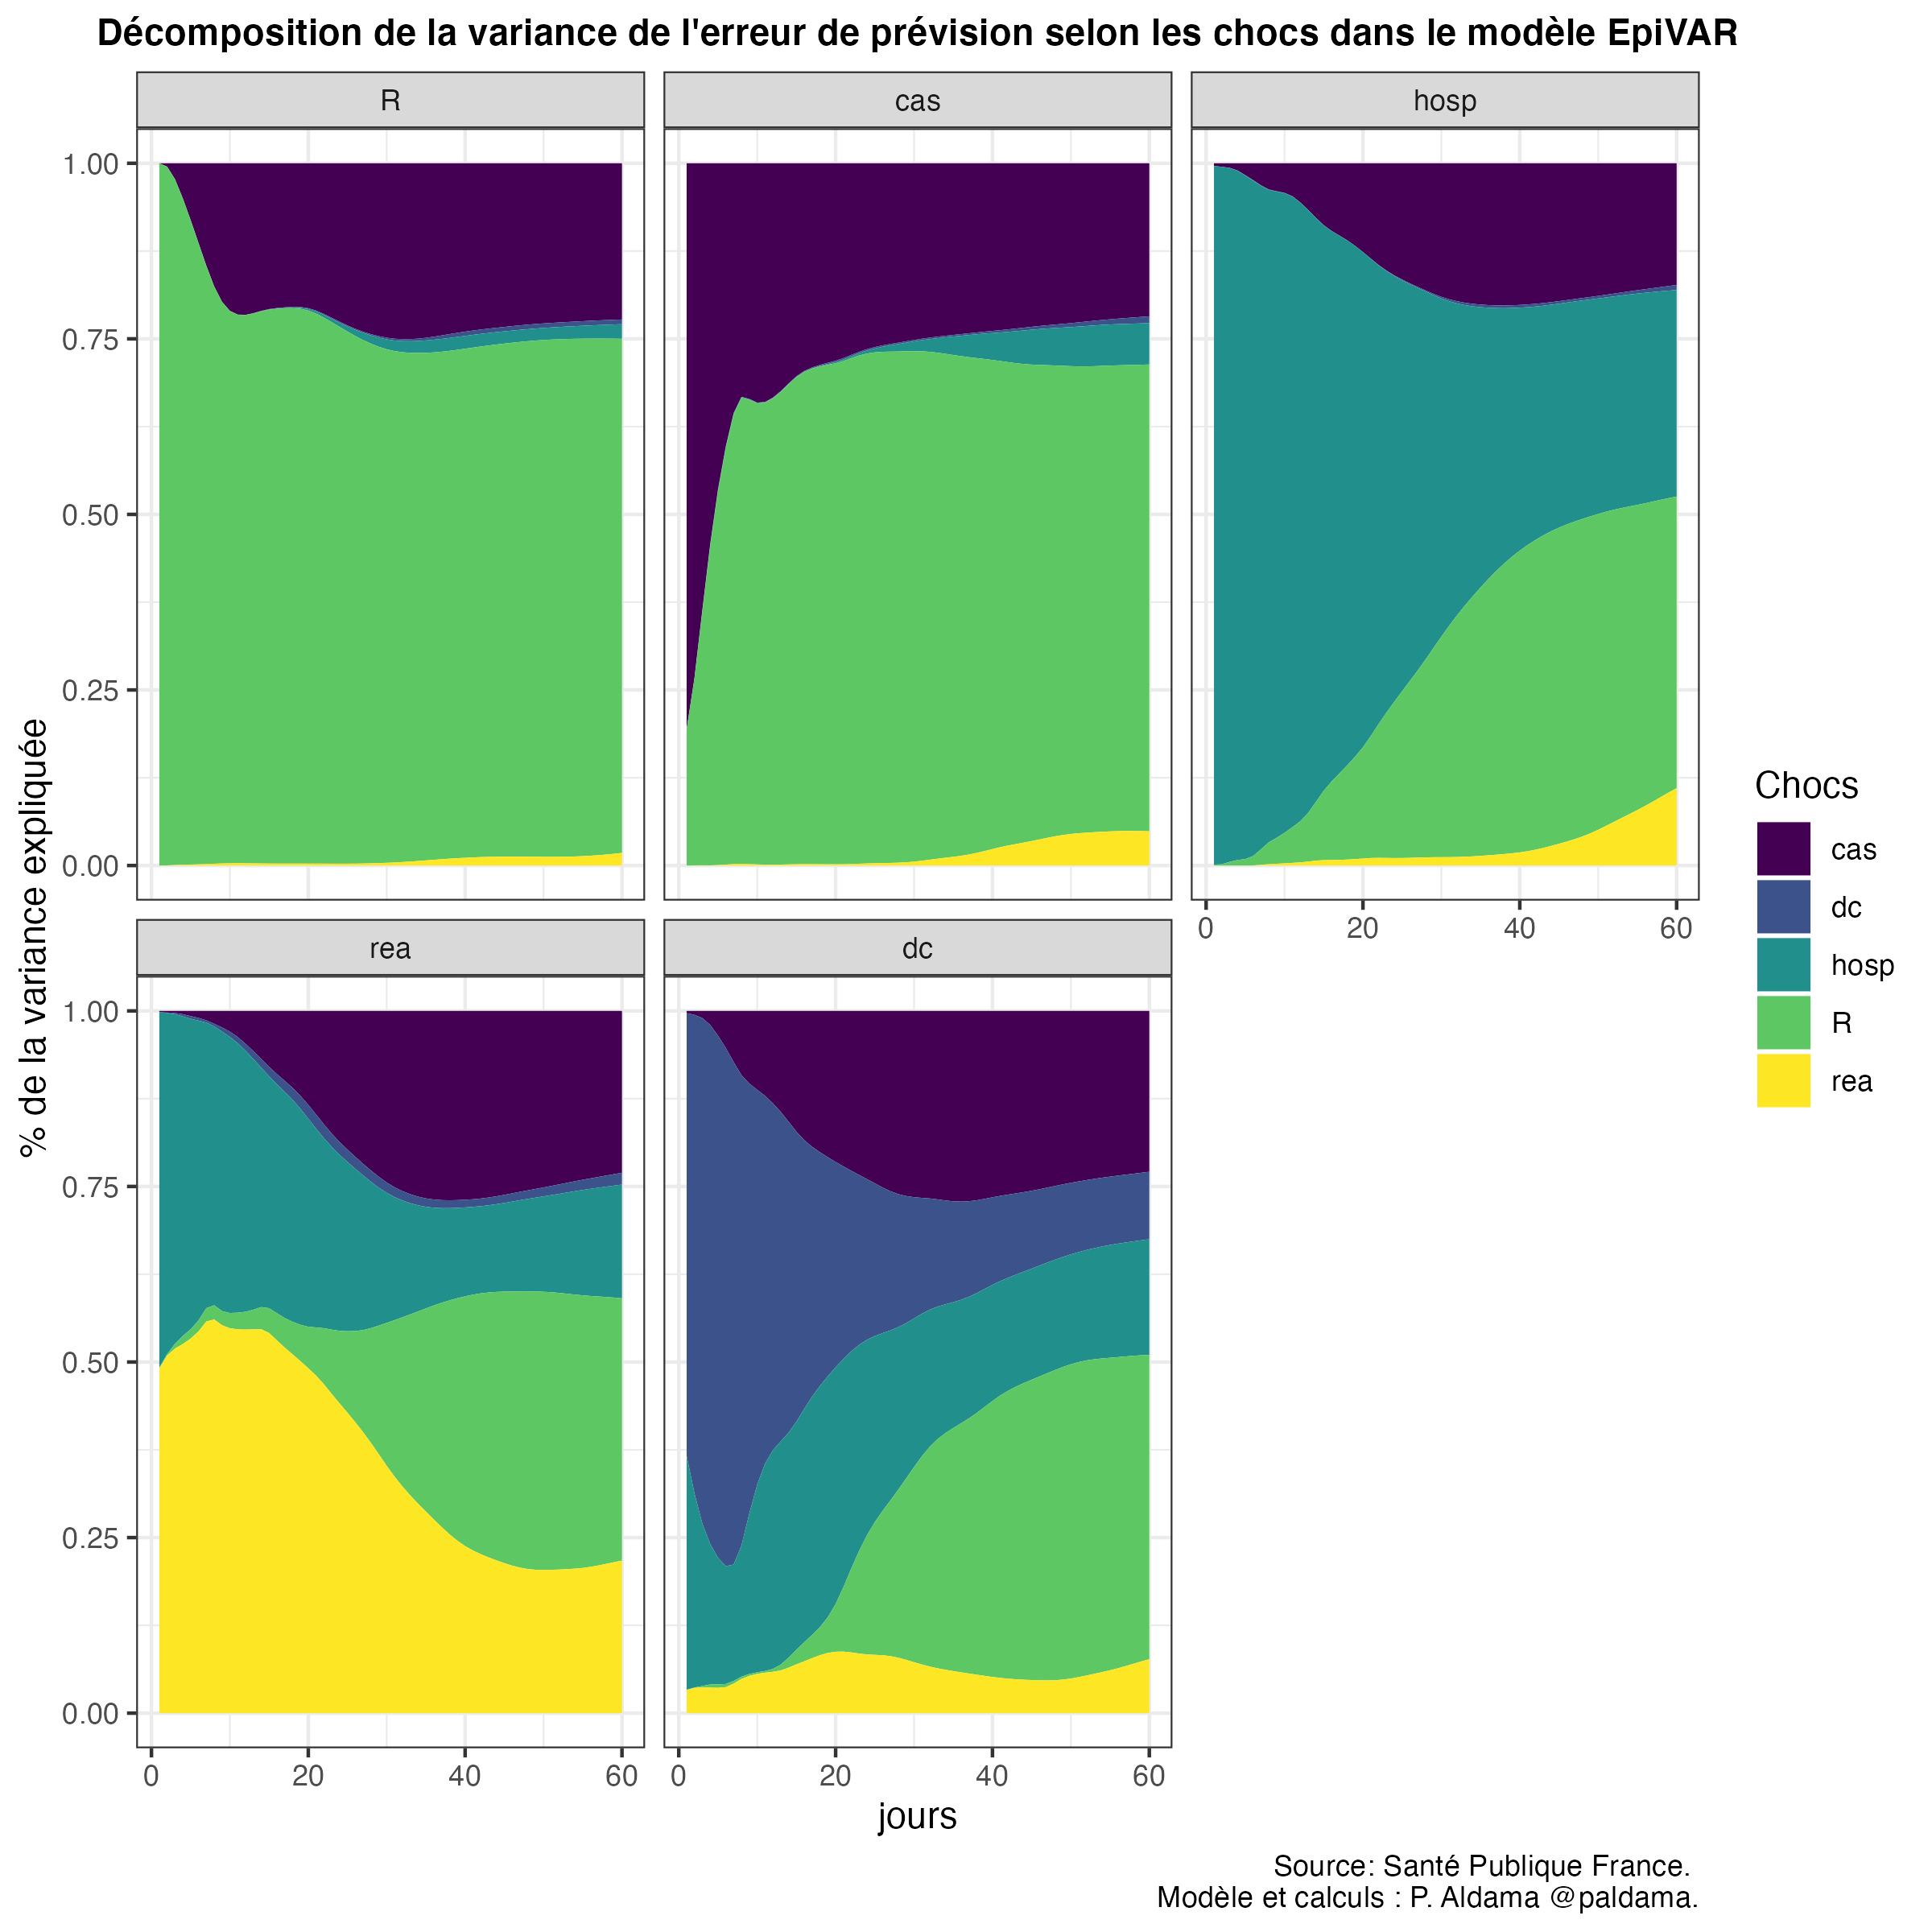 Décomposition de la variance de l'erreur de prévision selon les chocs dans le modèle EpiVAR
R
cas
hosp
1.00
0.75
0.50
0.25
0.00
0 20 40 60
rea
dc
1.00
0.75
0.50
0.25
0.00
0 20 40 60
0 20 40 60
jours
% de la variance expliquée
Chocs
cas
dc
hosp
R
rea
Source: Santé Publique France.
Modèle et calculs : P. Aldama @paldama.